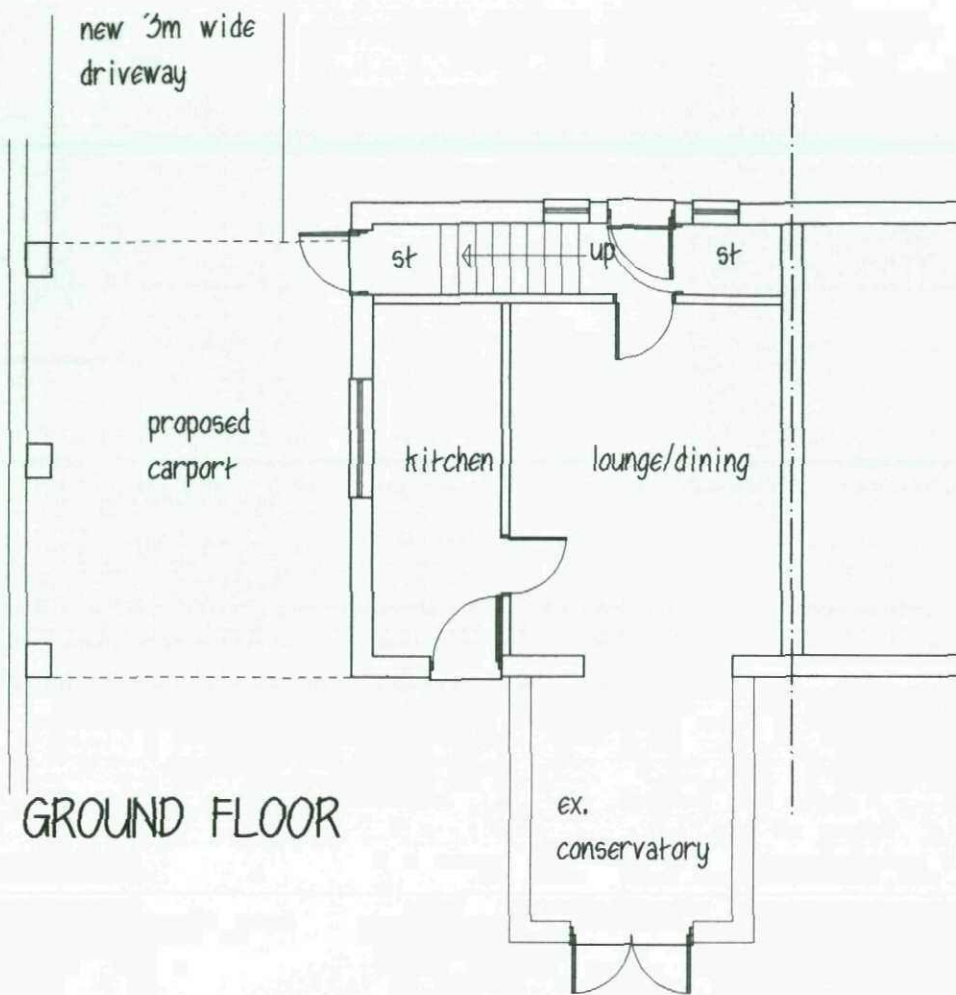 new 3m wide
driveway
st
up
st
proposed
carport
kitchen
lounge/dining
GROUND FLOOR
ex.
conservatory